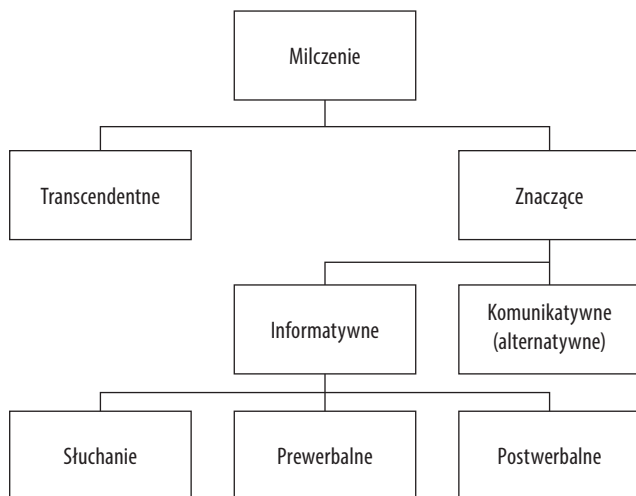 Milczenie
Transcendentne
Znaczące
Informatywne
Komunikatywne
(alternatywne)
Słuchanie
Prewerbalne
Postwerbalne